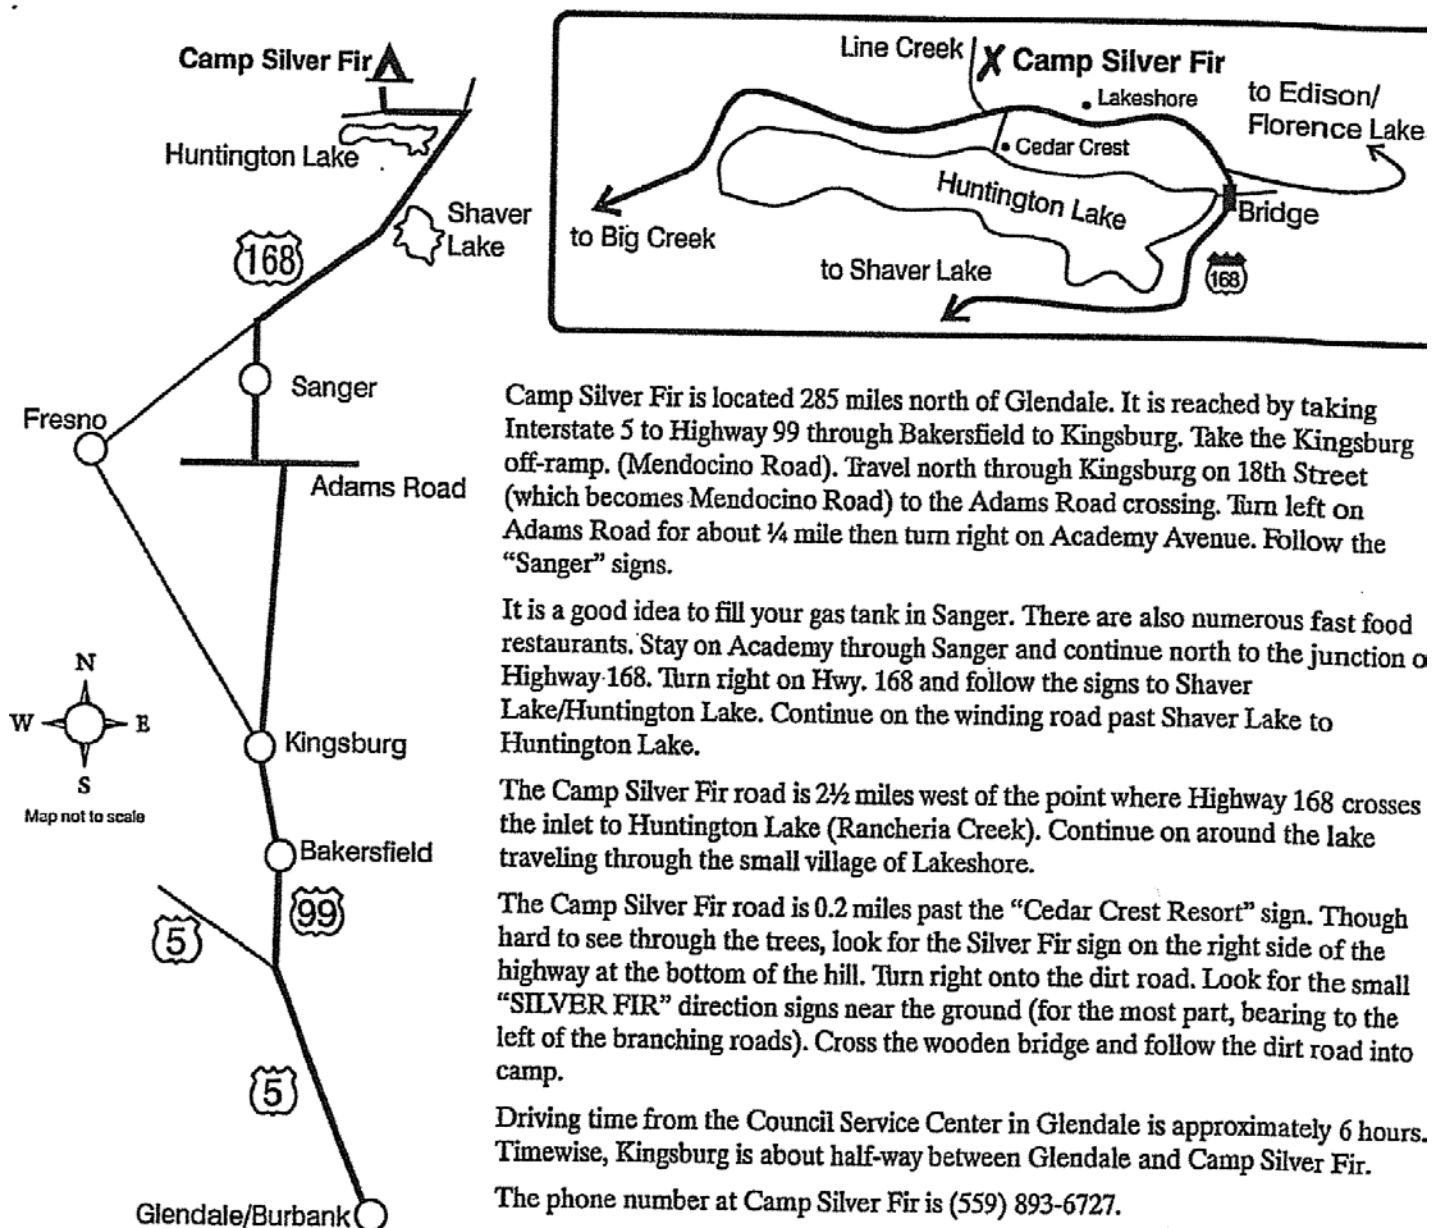 Camp Silver Fir
Huntington Lake
Shaver
Lake
168
Sanger
Fresno
Adams Road
N
W E
S
Map not to scale
Kingsburg
Bakersfield
99
5
5
Glendale/Burbank
Line Creek
X Camp Silver Fir
Lakeshore
to Edison/
Florence Lake
Cedar Crest
Huntington Lake
Bridge
to Big Creek
to Shaver Lake
168
Camp Silver Fir is located 285 miles north of Glendale. It is reached by taking
Interstate 5 to Highway 99 through Bakersfield to Kingsburg. Take the Kingsburg
off-ramp. (Mendocino Road). Travel north through Kingsburg on 18th Street
(which becomes Mendocino Road) to the Adams Road crossing. Turn left on
Adams Road for about ¼ mile then turn right on Academy Avenue. Follow the
“Sanger” signs.
It is a good idea to fill your gas tank in Sanger. There are also numerous fast food
restaurants. Stay on Academy through Sanger and continue north to the junction o
Highway 168. Turn right on Hwy. 168 and follow the signs to Shaver
Lake/Huntington Lake. Continue on the winding road past Shaver Lake to
Huntington Lake.
The Camp Silver Fir road is 2½ miles west of the point where Highway 168 crosses
the inlet to Huntington Lake (Rancheria Creek). Continue on around the lake
traveling through the small village of Lakeshore.
The Camp Silver Fir road is 0.2 miles past the “Cedar Crest Resort” sign. Though
hard to see through the trees, look for the Silver Fir sign on the right side of the
highway at the bottom of the hill. Turn right onto the dirt road. Look for the small
“SILVER FIR” direction signs near the ground (for the most part, bearing to the
left of the branching roads). Cross the wooden bridge and follow the dirt road into
camp.
Driving time from the Council Service Center in Glendale is approximately 6 hours.
Timewise, Kingsburg is about half-way between Glendale and Camp Silver Fir.
The phone number at Camp Silver Fir is (559) 893-6727.